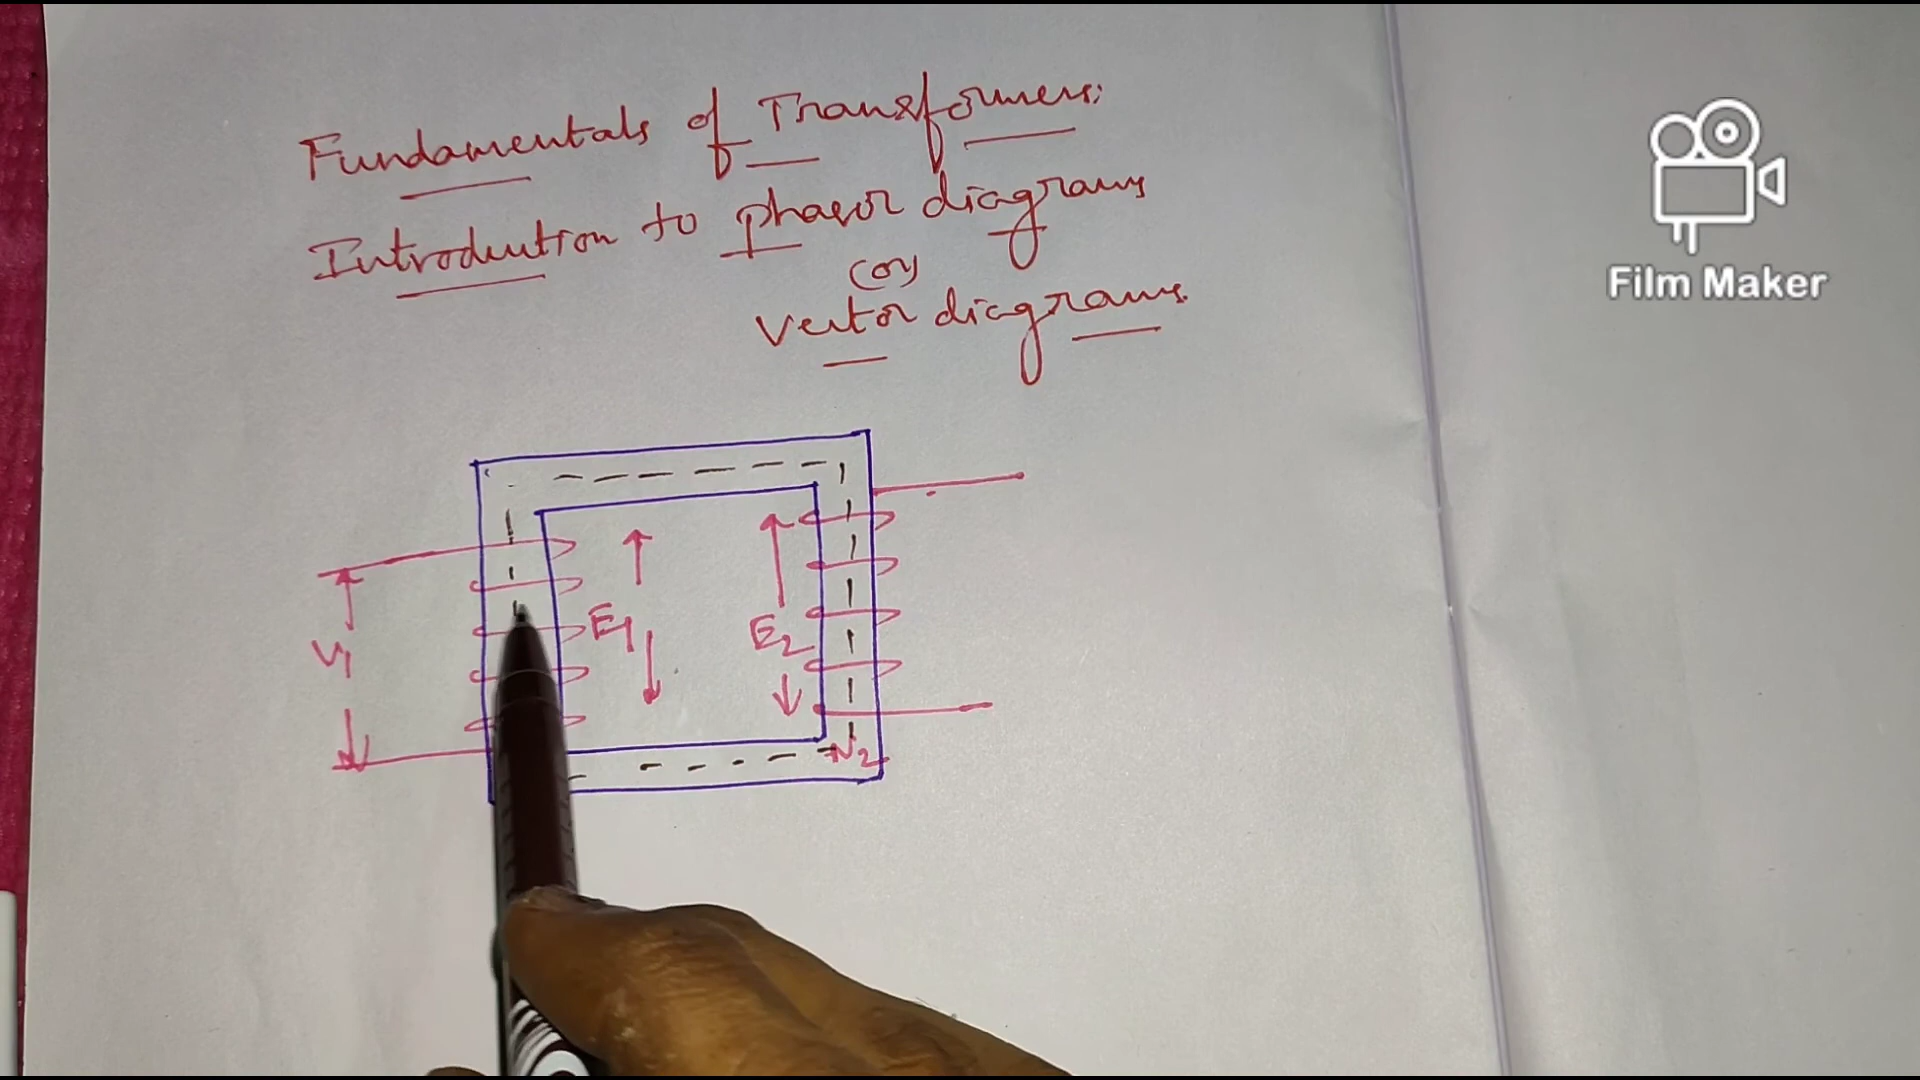 Fundamentals of Transformers:
Introduction to phasor diagrams
(or)
Vector diagrams.
Film Maker
V1
E1
E2
N2